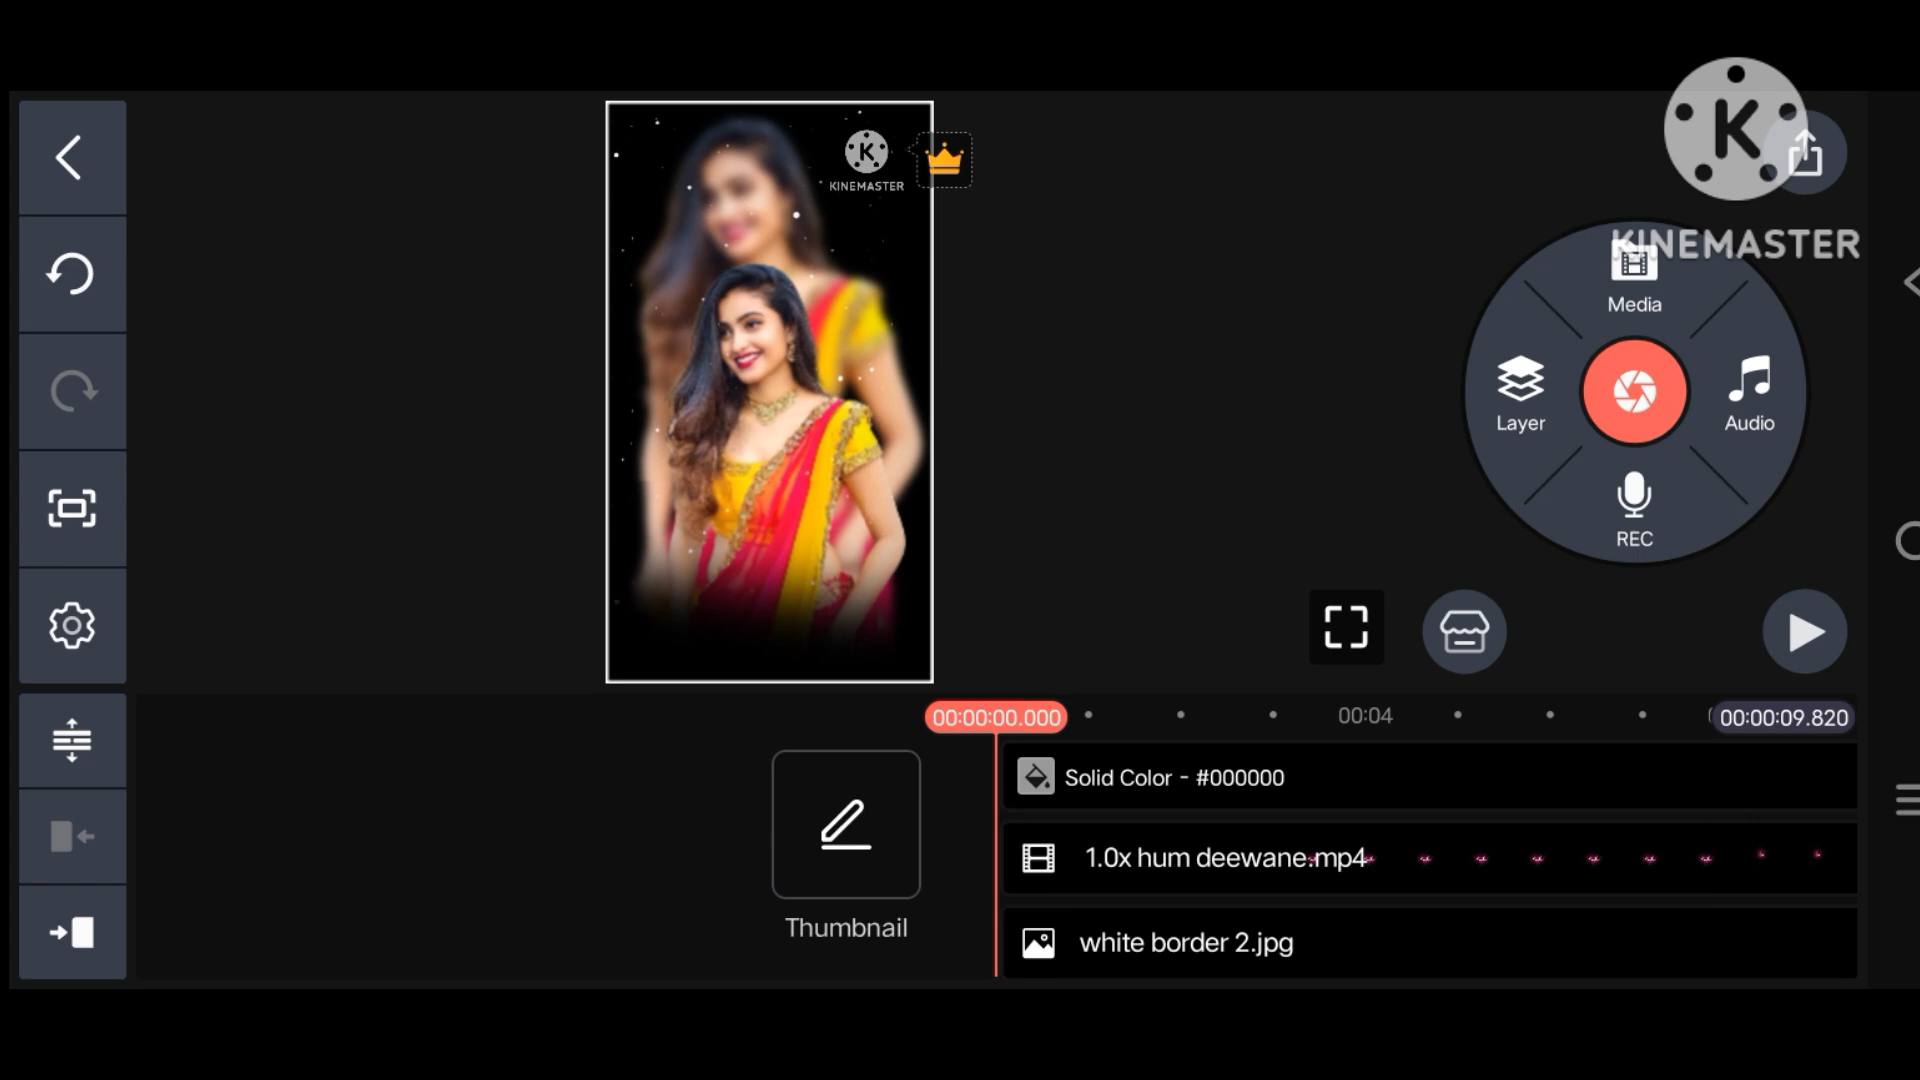 K
KINEMASTER
K
KINEMASTER
Media
Layer
Audio
REC
00:00:00.000
00:04
00:00:09.820
Solid Color - #000000
1.0x hum deewane.mp4
Thumbnail
white border 2.jpg